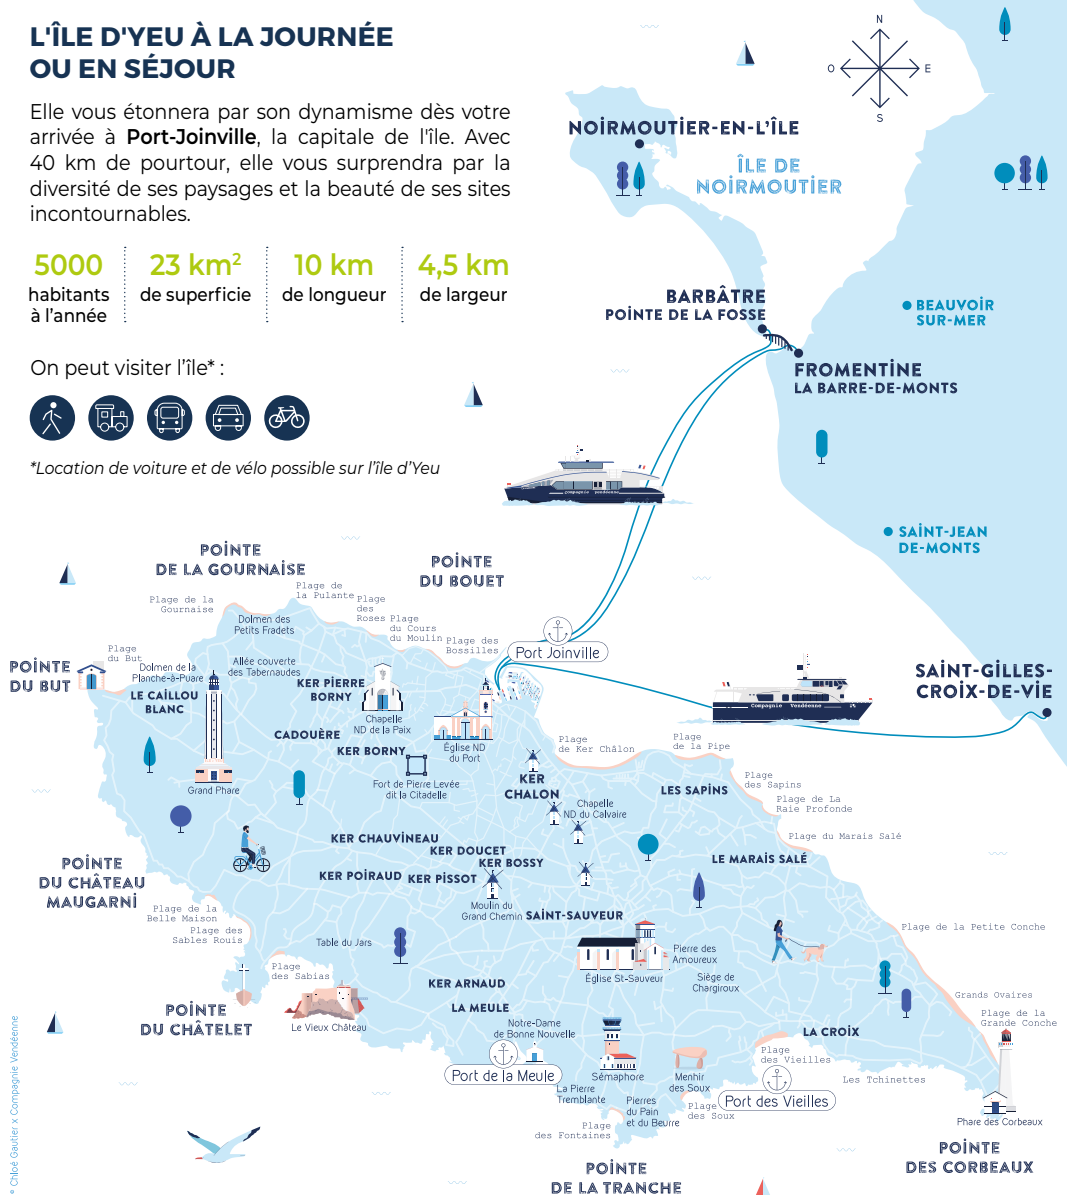 L'ÎLE D'YEU À LA JOURNÉE
OU EN SÉJOUR
Elle vous étonnera par son dynamisme dès votre
arrivée à Port-Joinville, la capitale de l'île. Avec
40 km de pourtour, elle vous surprendra par la
diversité de ses paysages et la beauté de ses sites
incontournables.
5000
habitants
à l'année
23 km²
de superficie
10 km
de longueur
4,5 km
de largeur
On peut visiter l'île* :
*Location de voiture et de vélo possible sur l'île d'Yeu
N
O
E
S
NOIRMOUTIER-EN-L'ÎLE
ÎLE DE
NOIRMOUTIER
BARBÂTRE
POINTE DE LA FOSSE
BEAUVOIR
SUR-MER
FROMENTINE
LA BARRE-DE-MONTS
Compagnie Vendéenne
SAINT-JEAN
DE-MONTS
POINTE
DE LA GOURNAISE
POINTE
DU BOUET
Plage de la
Gournaise
Plage de
la Pulante
Plage
des
Roses
Plage
du Cours
du Moulin
Plage des
Bossilles
Dolmen des
Petits Fradets
Port Joinville
POINTE
DU BUT
Plage
du But
Dolmen de la
Planche-à-Puare
Allée couverte
des Tabernaudes
SAINT-GILLES-
CROIX-DE-VIE
LE CAILLOU
BLANC
KER PIERRE
BORNY
Chapelle
ND de la Paix
Compagnie Vendéenne
CADOUÈRE
KER BORNY
Église ND
du Port
Plage
de Ker Châlon
Plage
de la Pipe
Grand Phare
Fort de Pierre Levée
dit la Citadelle
KER
CHALON
Chapelle
ND du Calvaire
LES SAPINS
Plage
des Sapins
Plage de La
Raie Profonde
Plage du Marais Salé
KER CHAUVINEAU
KER DOUCET
KER BOSSY
LE MARAIS SALÉ
POINTE
DU CHÂTEAU
MAUGARNI
KER POIRAUD
KER PISSOT
Moulin du
Grand Chemin
SAINT-SAUVEUR
Plage de la
Belle Maison
Plage des
Sables Rouis
Table du Jars
Plage de la Petite Conche
Pierre des
Amoureux
Plage
des Sabias
Église St-Sauveur
Siège de
Chargiroux
KER ARNAUD
LA MEULE
Grands Ovaires
POINTE
DU CHÂTELET
Le Vieux Château
Notre-Dame
de Bonne Nouvelle
LA CROIX
Plage de la
Grande Conche
Port de la Meule
Sémaphore
Menhir
des Soux
Plage
des Vieilles
Les Tchinettes
La Pierre
Tremblante
Pierres
du Pain
et du Beurre
Plage
des Soux
Port des Vieilles
Plage
des Fontaines
Phare des Corbeaux
POINTE
DES CORBEAUX
POINTE
DE LA TRANCHE
© Chloé Gautier x Compagnie Vendéenne